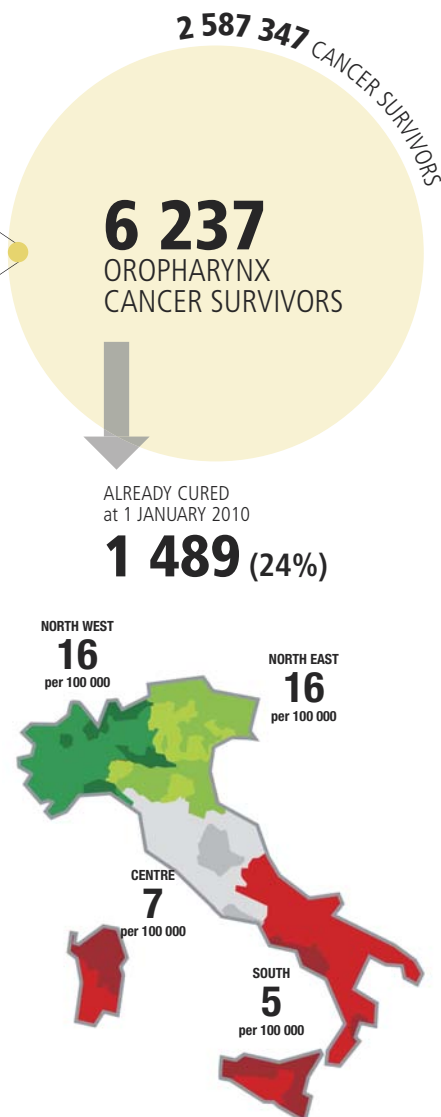 2 587 347 CANCER SURVIVORS
6 237
OROPHARYNX
CANCER SURVIVORS
ALREADY CURED
at 1 JANUARY 2010
1 489 (24%)
NORTH WEST
16
per 100 000
NORTH EAST
16
per 100 000
CENTRE
7
per 100 000
SOUTH
5
per 100 000